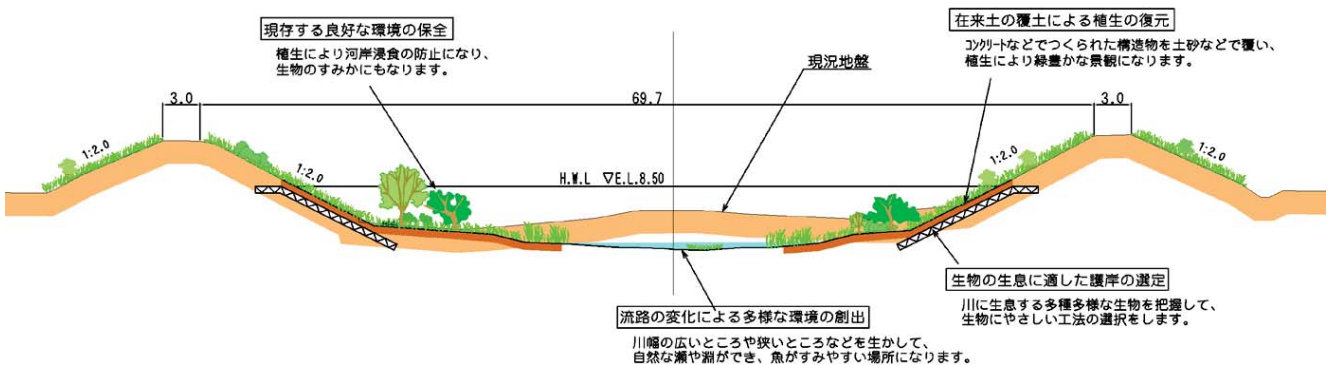 現存する良好な環境の保全
植生により河岸浸食の防止になり、
生物のすみかにもなります。
在来土の覆土による植生の復元
コンクリートなどでつくられた構造物を土砂などで覆い、
植生により緑豊かな景観になります。
現況地盤
3.0
69.7
3.0
1:2.0
1:2.0
1:2.0
1:2.0
H.W.L ▽E.L.8.50
生物の生息に適した護岸の選定
川に生息する多種多様な生物を把握して、
生物にやさしい工法の選択をします。
流路の変化による多様な環境の創出
川幅の広いところや狭いところなどを生かして、
自然な瀬や淵ができ、魚がすみやすい場所になります。